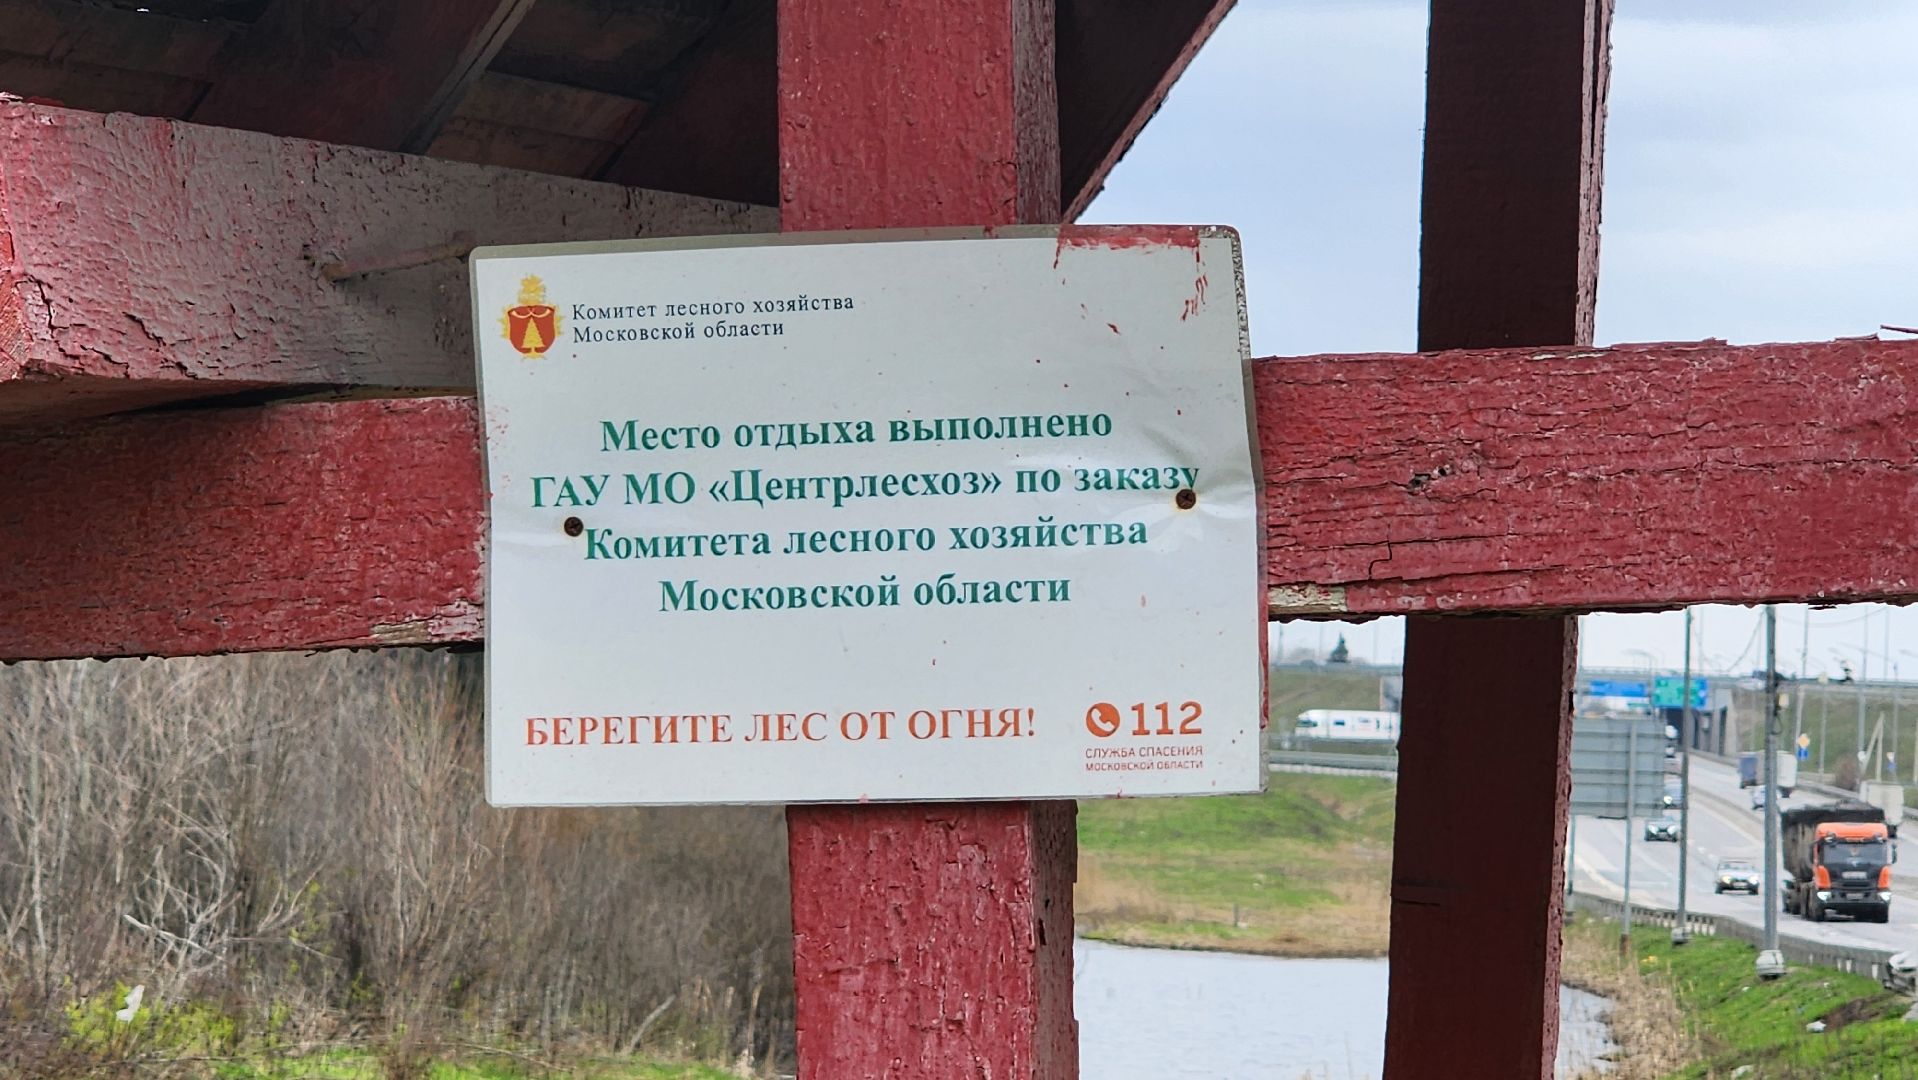 Комитет лесного хозяйства
Московской области
Место отдыха выполнено
ГАУ МО «Центрлесхоз» по заказу
Комитета лесного хозяйства
Московской области
БЕРЕГИТЕ ЛЕС ОТ ОГНЯ!
112
СЛУЖБА СПАСЕНИЯ
МОСКОВСКОЙ ОБЛАСТИ